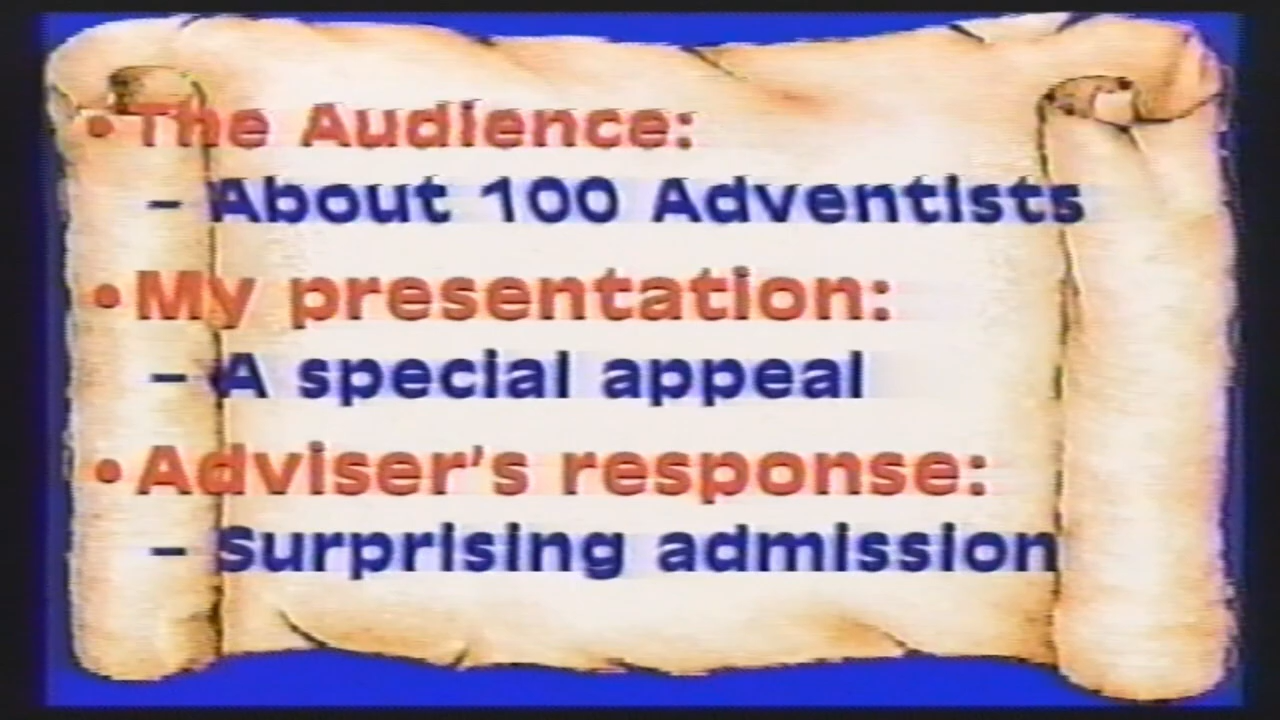 • The Audience:
– About 100 Adventists
• My presentation:
– A special appeal
• Adviser's response:
– Surprising admission